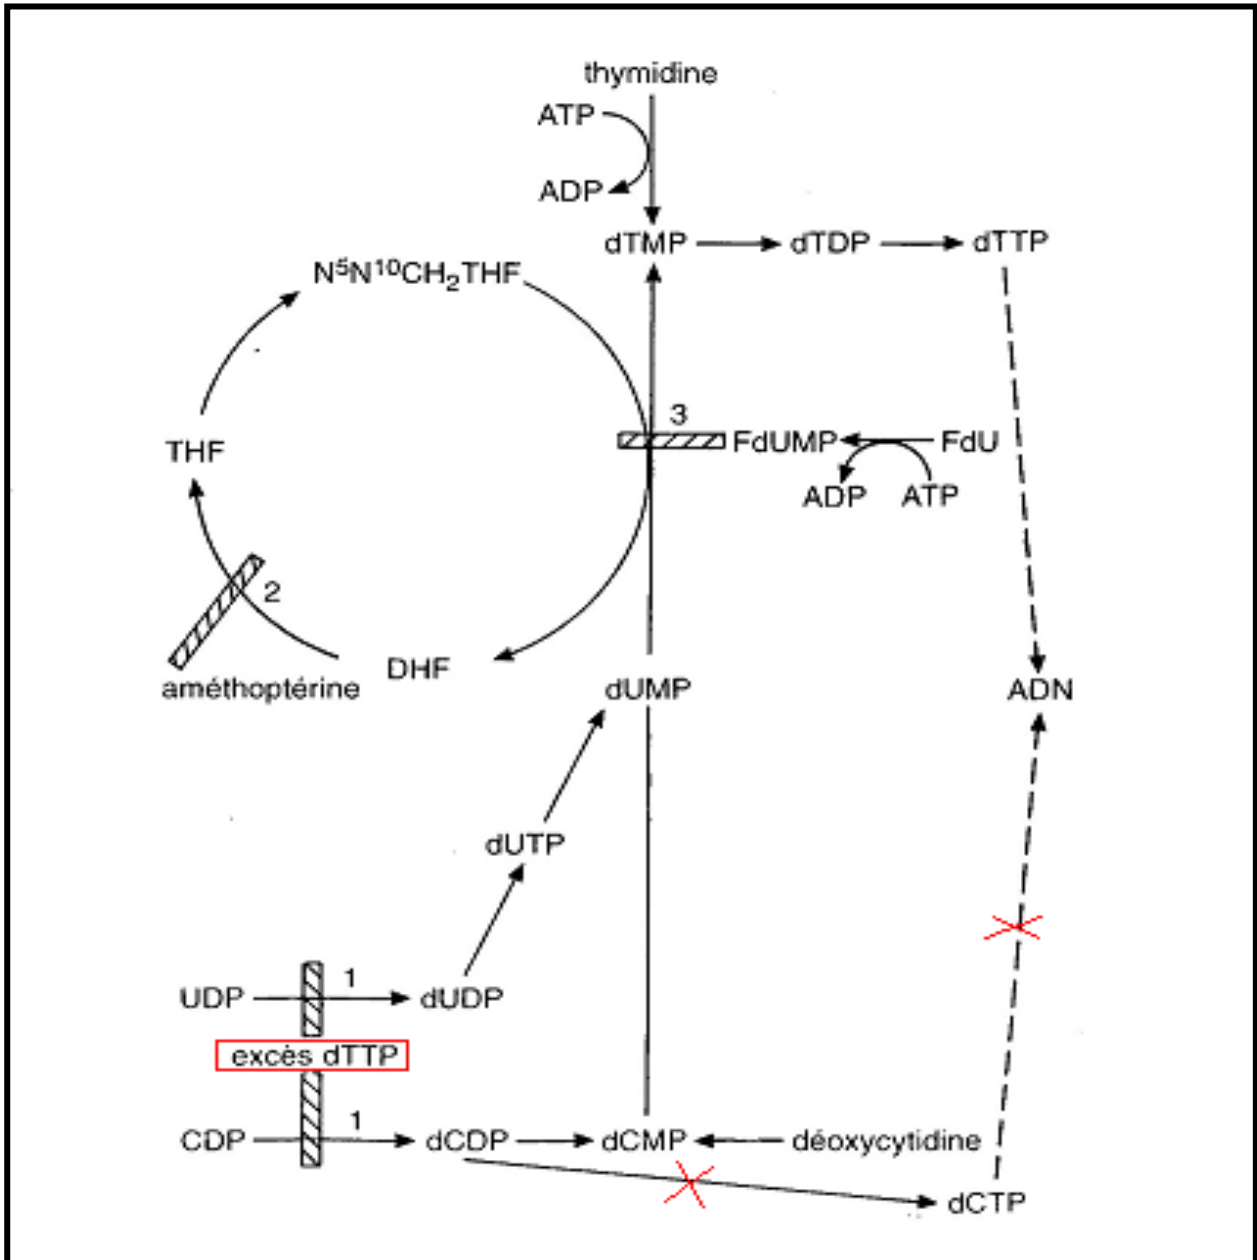 thymidine
ATP
ADP
dTMP dTDP dTTP
N⁵N¹⁰CH₂THF
3
THF FdUMP FdU
ADP ATP
2
DHF
améthoptérine dUMP ADN
dUTP
1
UDP dUDP
excès dTTP
1
CDP dCDP dCMP déoxycytidine
dCTP